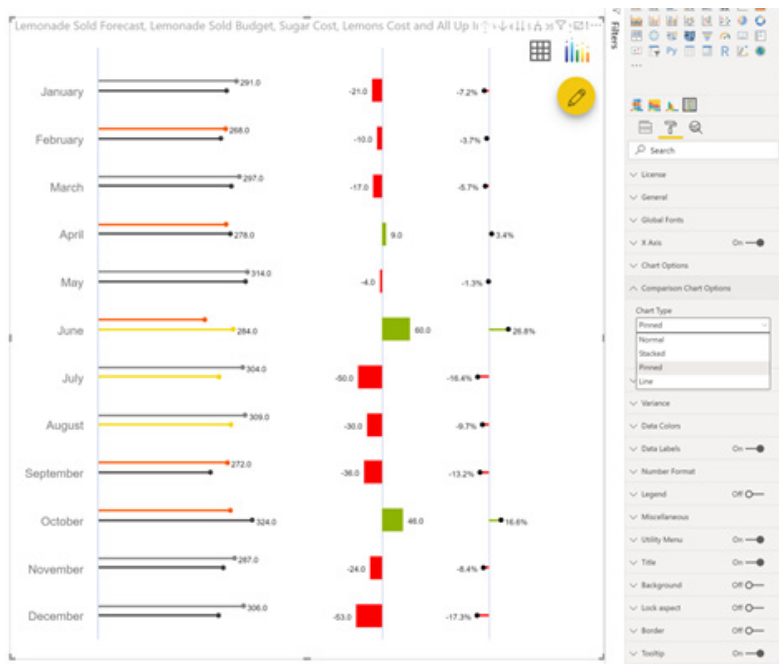 Lemonade Sold Forecast, Lemonade Sold Budget, Sugar Cost, Lemons Cost and All Up
Filters
January 291.0 -21.0 -7.2%
February 268.0 -10.0 -3.7%
March 297.0 -17.0 -5.7%
April 278.0 9.0 3.4%
May 314.0 -4.0 -1.3%
June 284.0 60.0 26.8%
July 304.0 -50.0 -16.4%
August 309.0 -30.0 -9.7%
September 272.0 -36.0 -13.2%
October 324.0 46.0 16.6%
November 287.0 -24.0 -8.4%
December 306.0 -53.0 -17.3%
Py
R
...
Search
License
General
Global Fonts
X Axis On
Chart Options
Comparison Chart Options
Chart Type
Pinned
Normal
Stacked
Pinned
Line
Variance
Data Colors
Data Labels On
Number Format
Legend Off
Miscellaneous
Utility Menu On
Title On
Background Off
Lock aspect Off
Border Off
Tooltip On